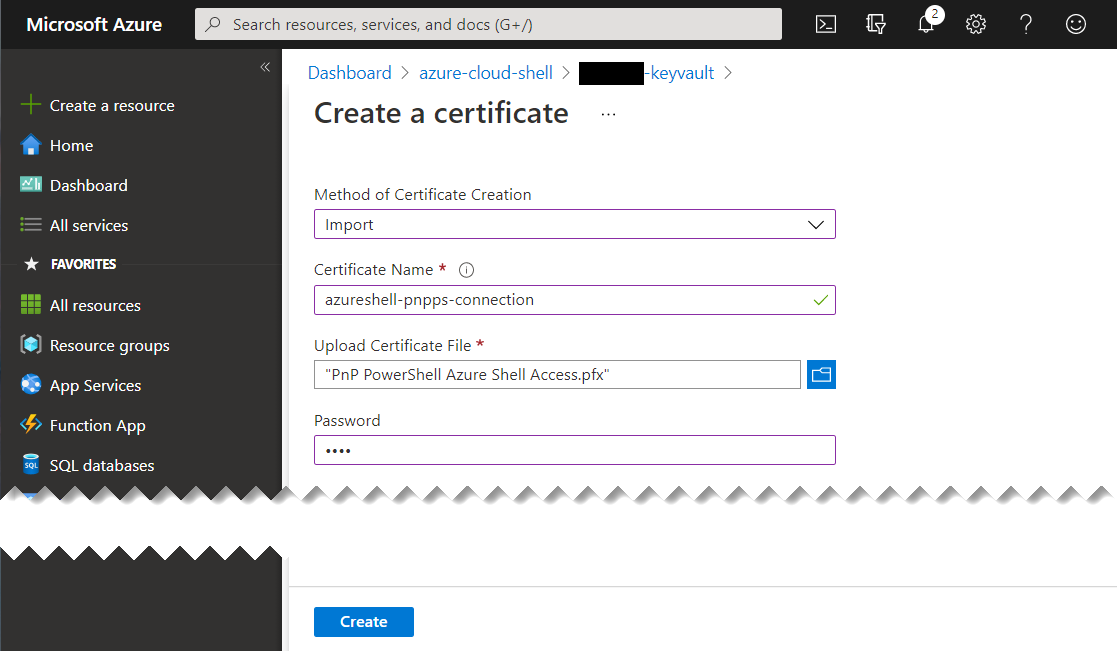 Microsoft Azure
Search resources, services, and docs (G+/)
2
Create a resource
Home
Dashboard
All services
FAVORITES
All resources
Resource groups
App Services
Function App
SQL databases
SQL
Dashboard > azure-cloud-shell > -keyvault >
Create a certificate ...
Method of Certificate Creation
Import
Certificate Name *
azureshell-pnpps-connection
Upload Certificate File *
"PnP PowerShell Azure Shell Access.pfx"
Password
••••
Create